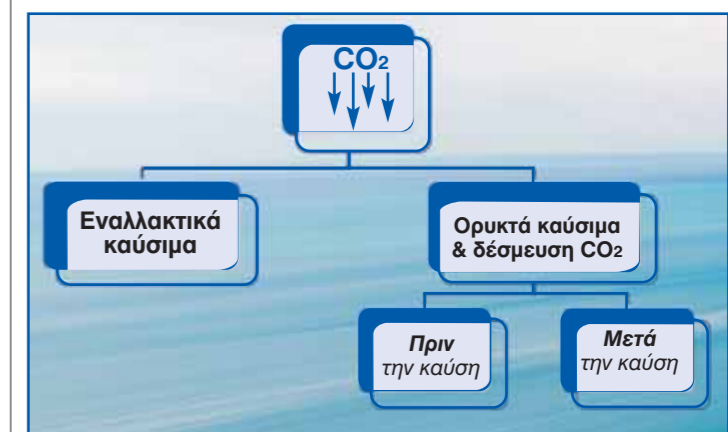 CO₂
Εναλλακτικά
καύσιμα
Ορυκτά καύσιμα
& δέσμευση CO₂
Πριν
την καύση
Μετά
την καύση